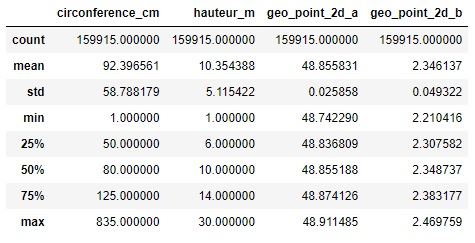 circonference_cm hauteur_m geo_point_2d_a geo_point_2d_b
count 159915.000000 159915.000000 159915.000000 159915.000000
mean 92.396561 10.354388 48.855831 2.346137
std 58.788179 5.115422 0.025858 0.049322
min 1.000000 1.000000 48.742290 2.210416
25% 50.000000 6.000000 48.836809 2.307582
50% 80.000000 10.000000 48.855188 2.348737
75% 125.000000 14.000000 48.874126 2.383177
max 835.000000 30.000000 48.911485 2.469759